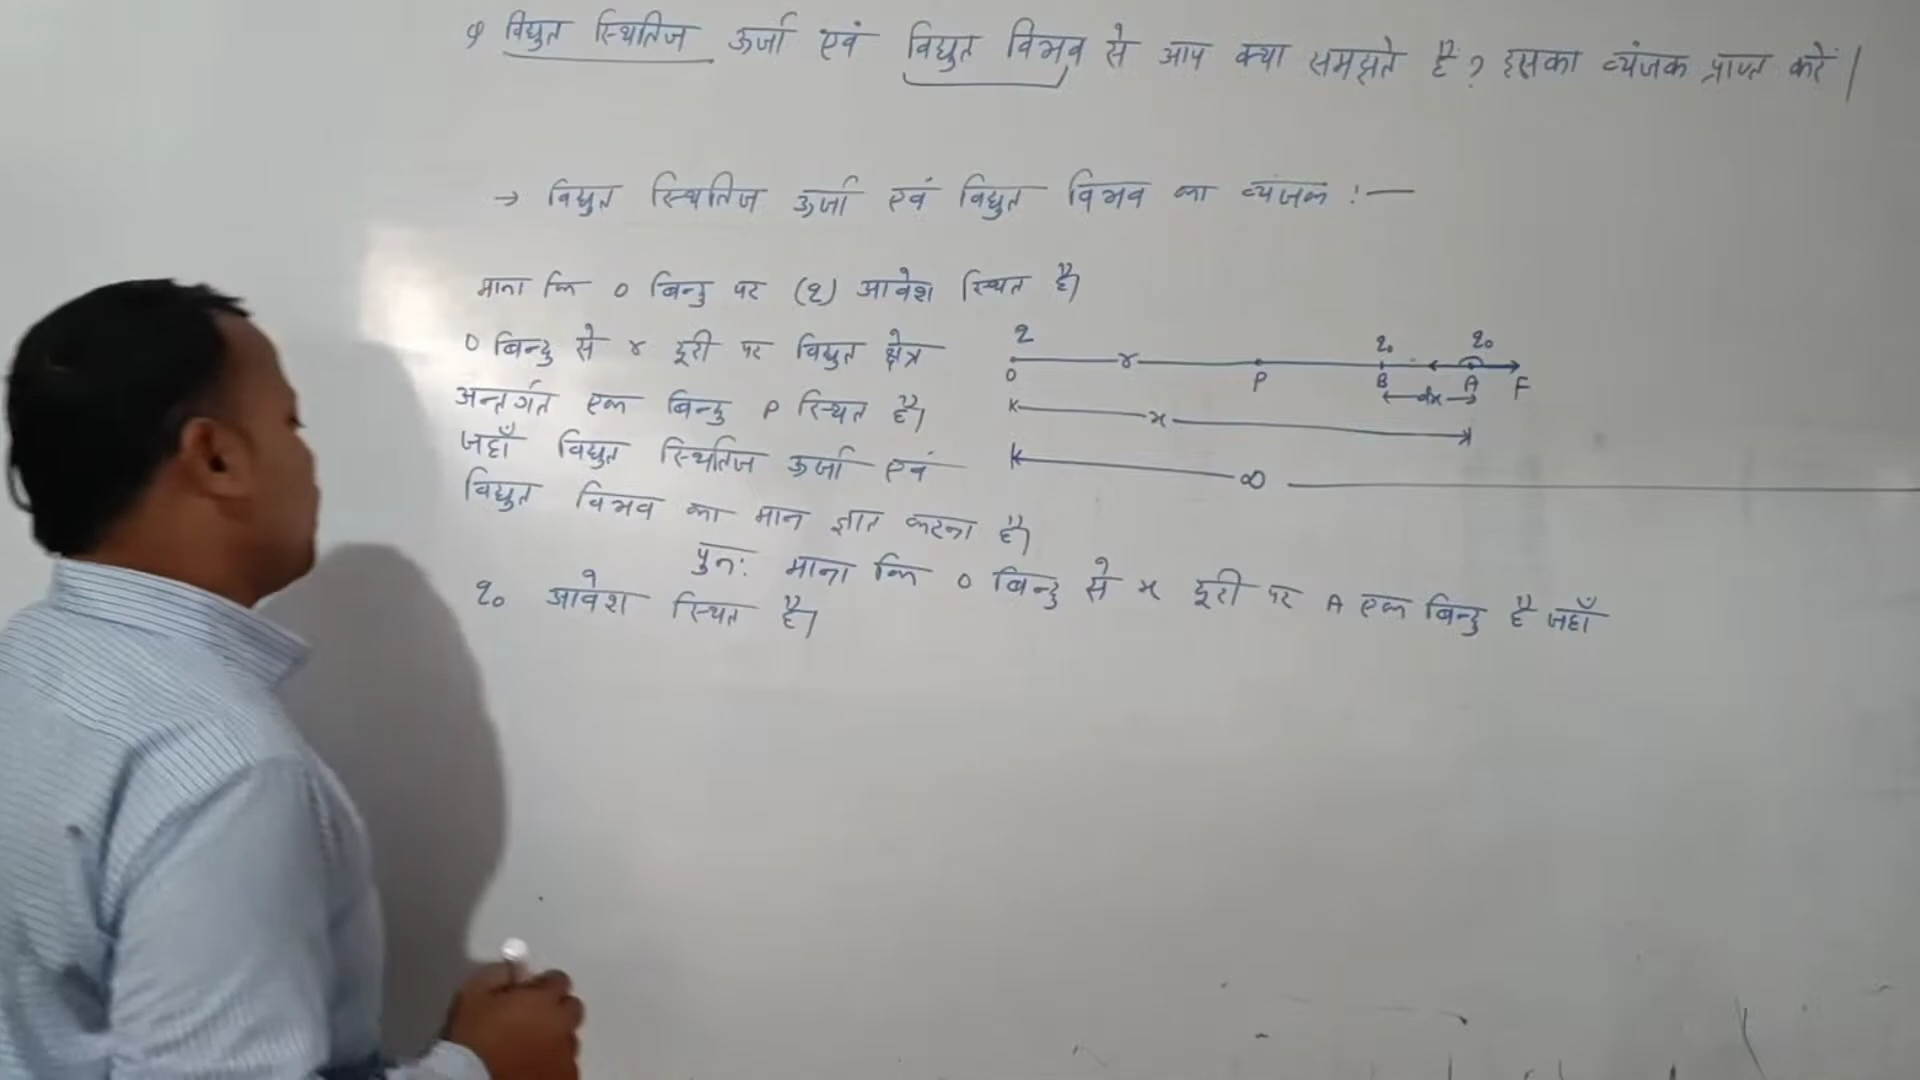 Q विद्युत स्थितिज ऊर्जा एवं विद्युत विभव से आप क्या समझते हैं? इसका व्यंजक प्राप्त करें।
→ विद्युत स्थितिज ऊर्जा एवं विद्युत विभव का व्यंजक :—
माना कि O बिन्दु पर (q) आवेश स्थित है।
O बिन्दु से r दूरी पर विद्युत क्षेत्र
अन्तर्गत एक बिन्दु P स्थित है।
जहाँ विद्युत स्थितिज ऊर्जा एवं
विद्युत विभव का मान ज्ञात करना है।
पुनः माना कि O बिन्दु से x दूरी पर A एक बिन्दु है जहाँ
q₀ आवेश स्थित है।
q q₀ q₀
r
O P B A F
dx
x
∞